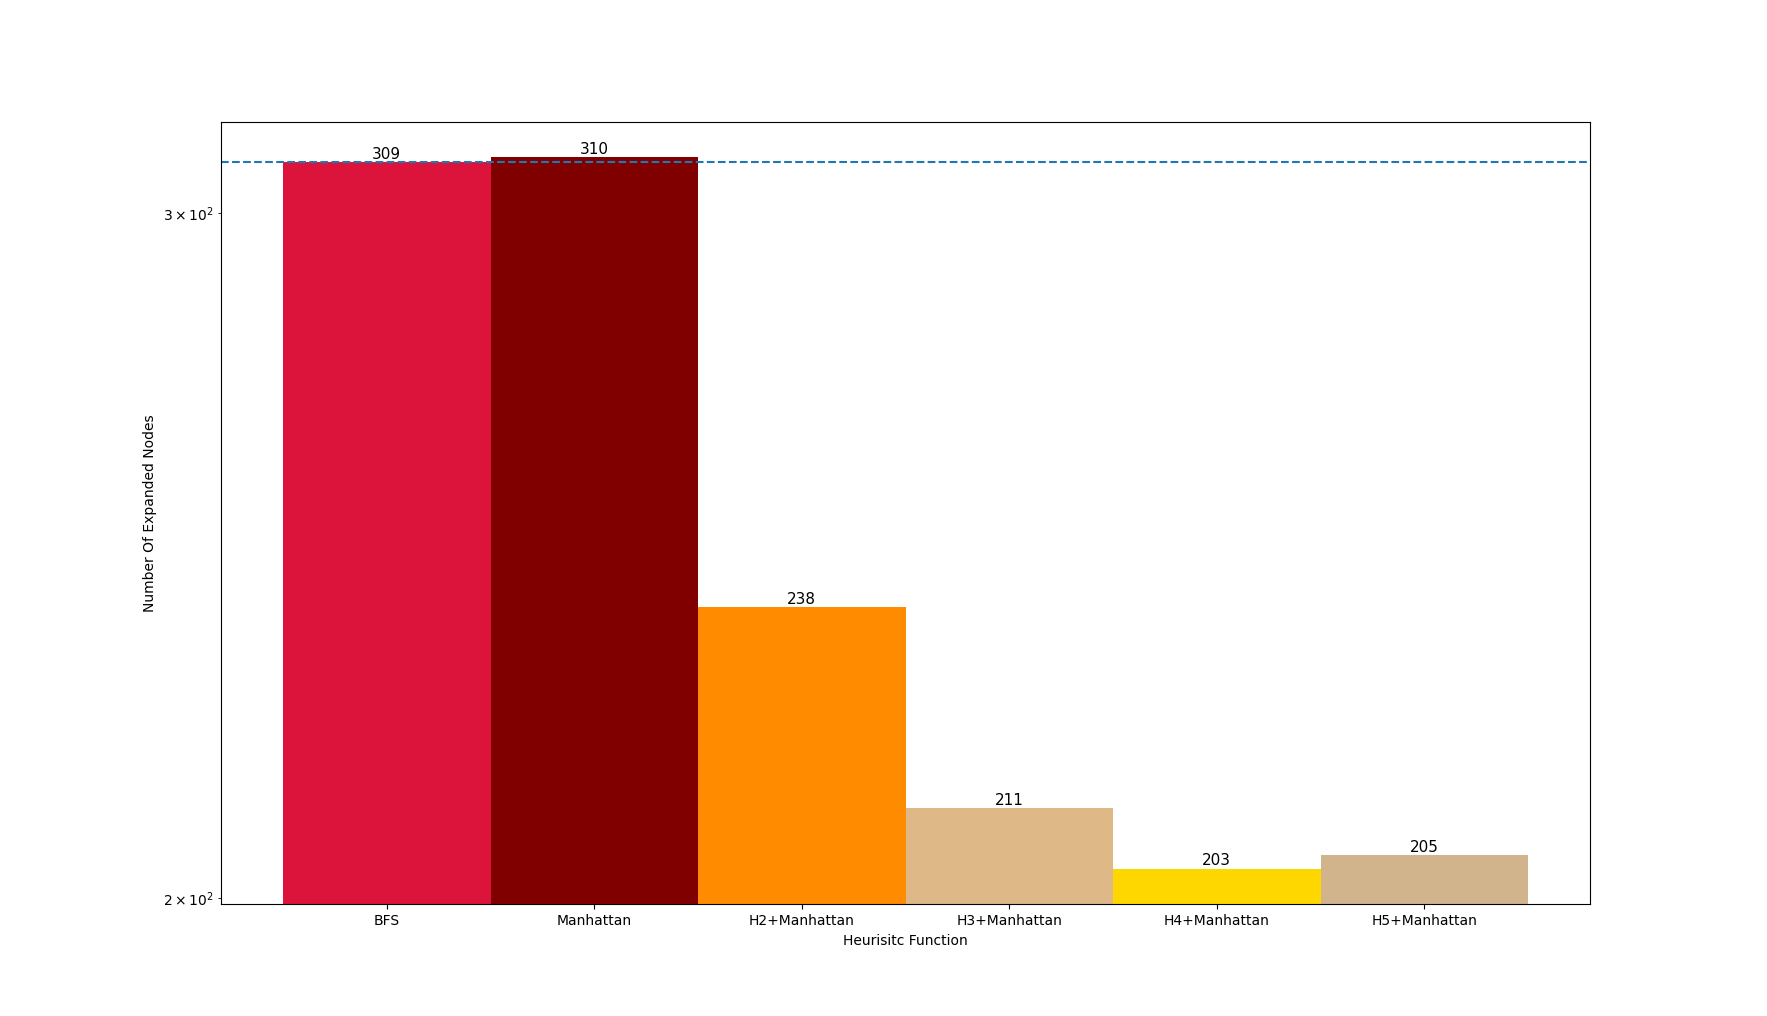 309
310
3 × 10²
Number Of Expanded Nodes
238
211
203
205
2 × 10²
BFS
Manhattan
H2+Manhattan
H3+Manhattan
H4+Manhattan
H5+Manhattan
Heurisitc Function